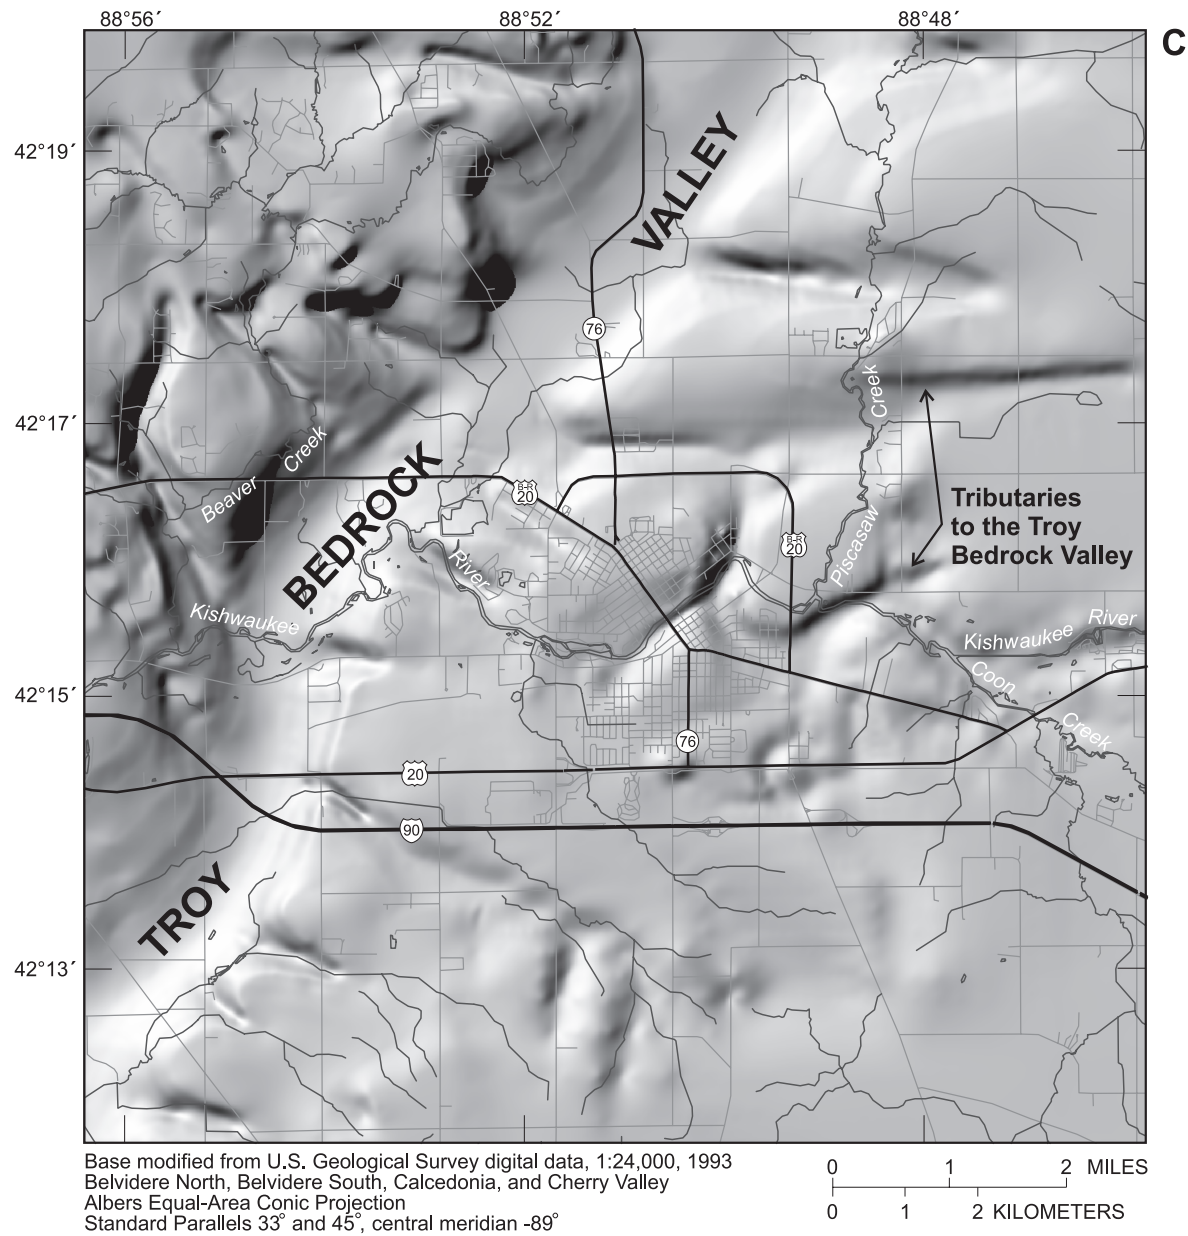 88°56′
88°52′
88°48′
C
42°19′
VALLEY
76
Creek
42°17′
Creek
Beaver
BEDROCK
B-R
20
Tributaries
to the Troy
Bedrock Valley
B-R
20
Piscasaw
River
Kishwaukee
Kishwaukee
River
42°15′
Coon
Creek
76
20
90
TROY
42°13′
Base modified from U.S. Geological Survey digital data, 1:24,000, 1993
Belvidere North, Belvidere South, Calcedonia, and Cherry Valley
Albers Equal-Area Conic Projection
Standard Parallels 33° and 45°, central meridian -89°
0 1 2 MILES
0 1 2 KILOMETERS